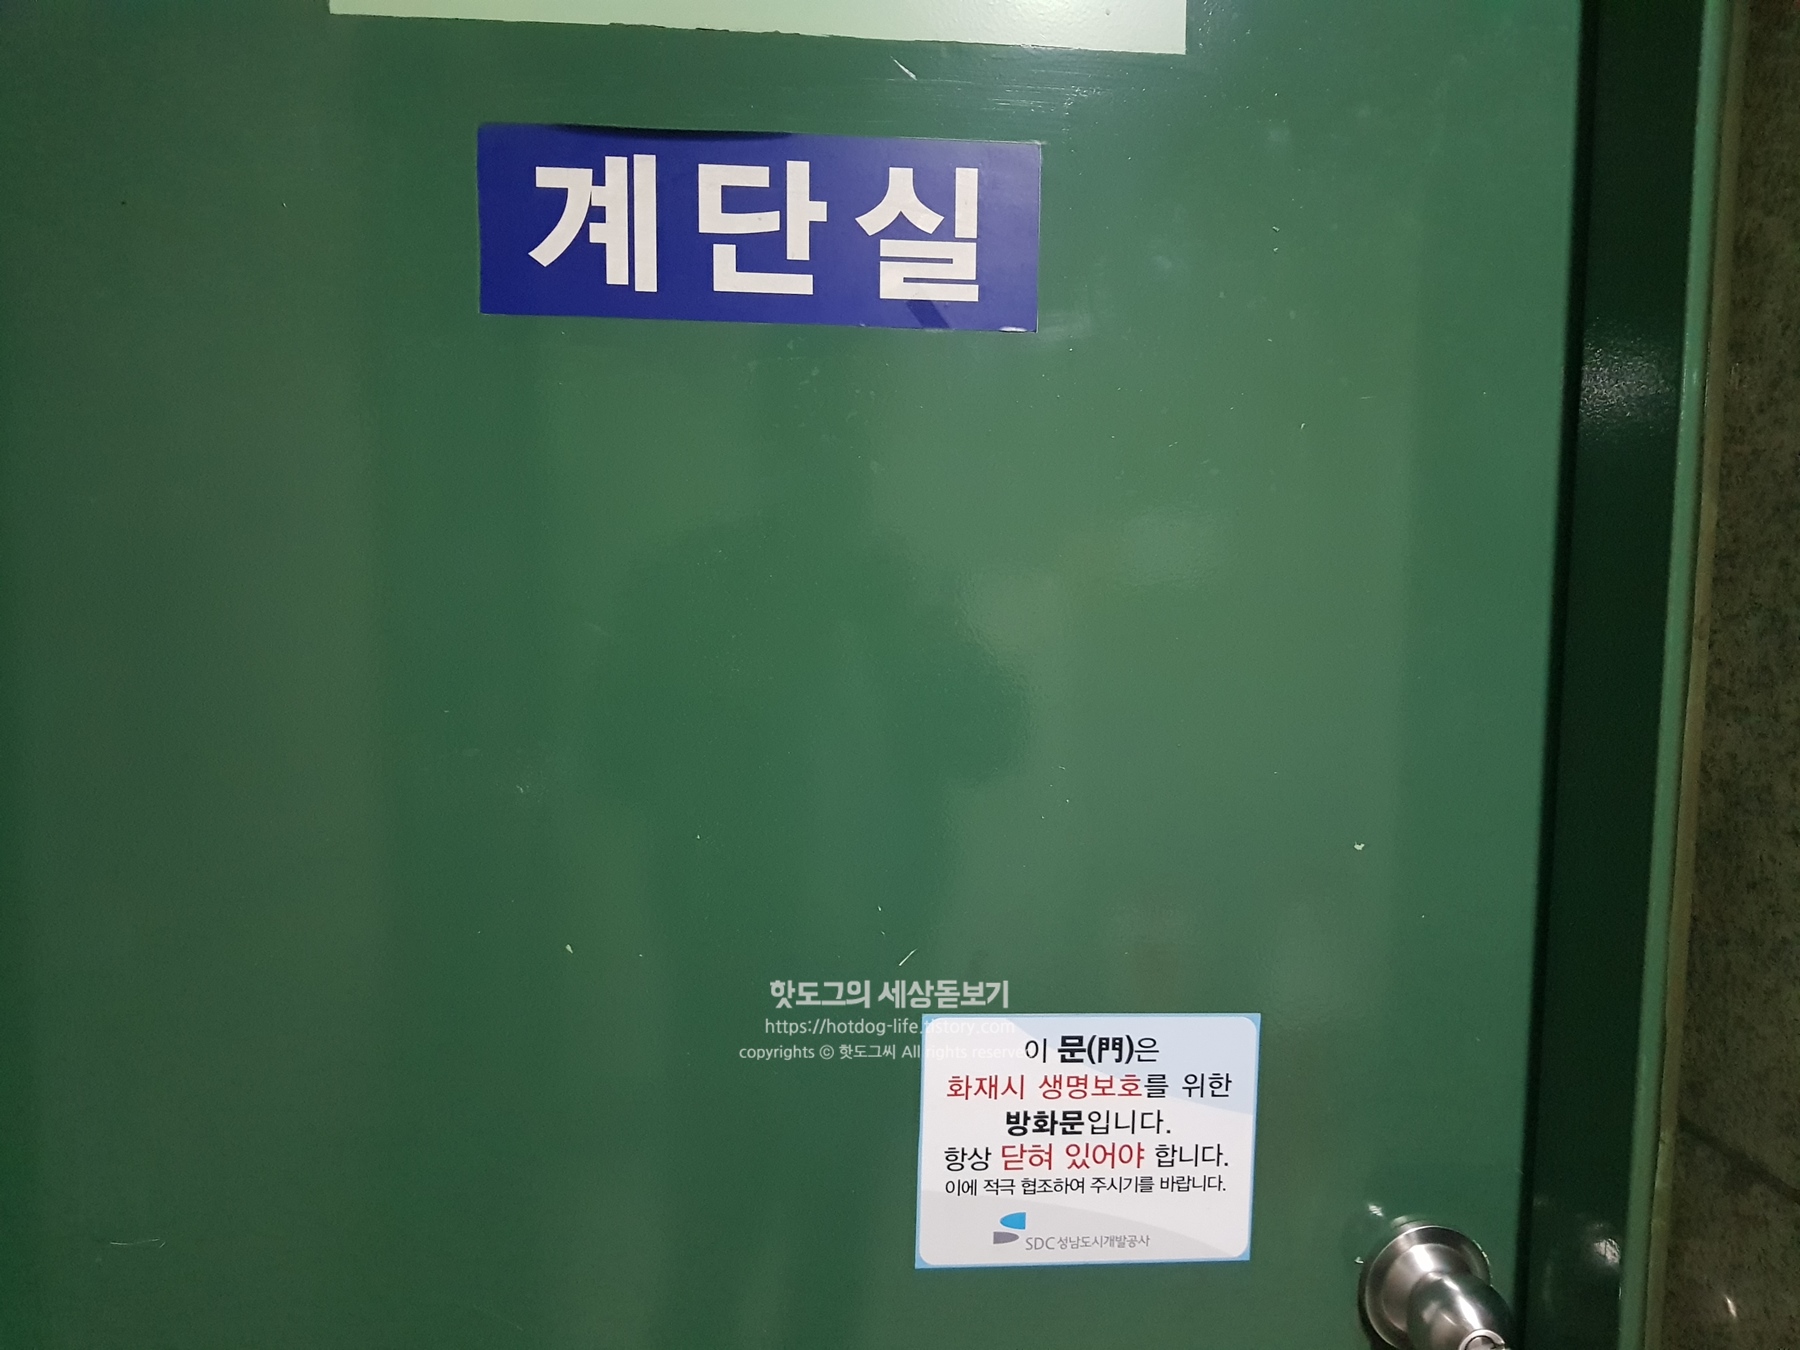 계단실
핫도그의 세상돋보기
https://hotdog-life.tistory.com
copyrights ⓒ 핫도그씨 All rights reserved
이 문(門)은
화재시 생명보호를 위한
방화문입니다.
항상 닫혀 있어야 합니다.
이에 적극 협조하여 주시기를 바랍니다.
SDC 성남도시개발공사